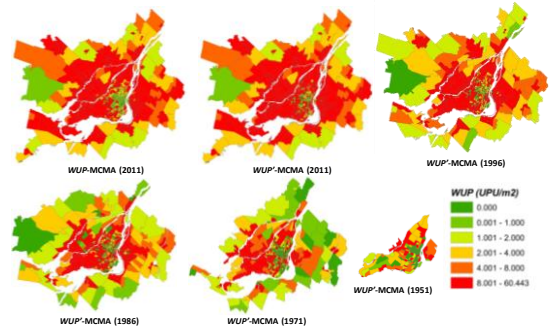 WUP-MCMA (2011)
WUP'-MCMA (2011)
WUP'-MCMA (1996)
WUP (UPU/m2)
0.000
0.001 - 1.000
1.001 - 2.000
2.001 - 4.000
4.001 - 8.000
8.001 - 60.443
WUP'-MCMA (1986)
WUP'-MCMA (1971)
WUP'-MCMA (1951)